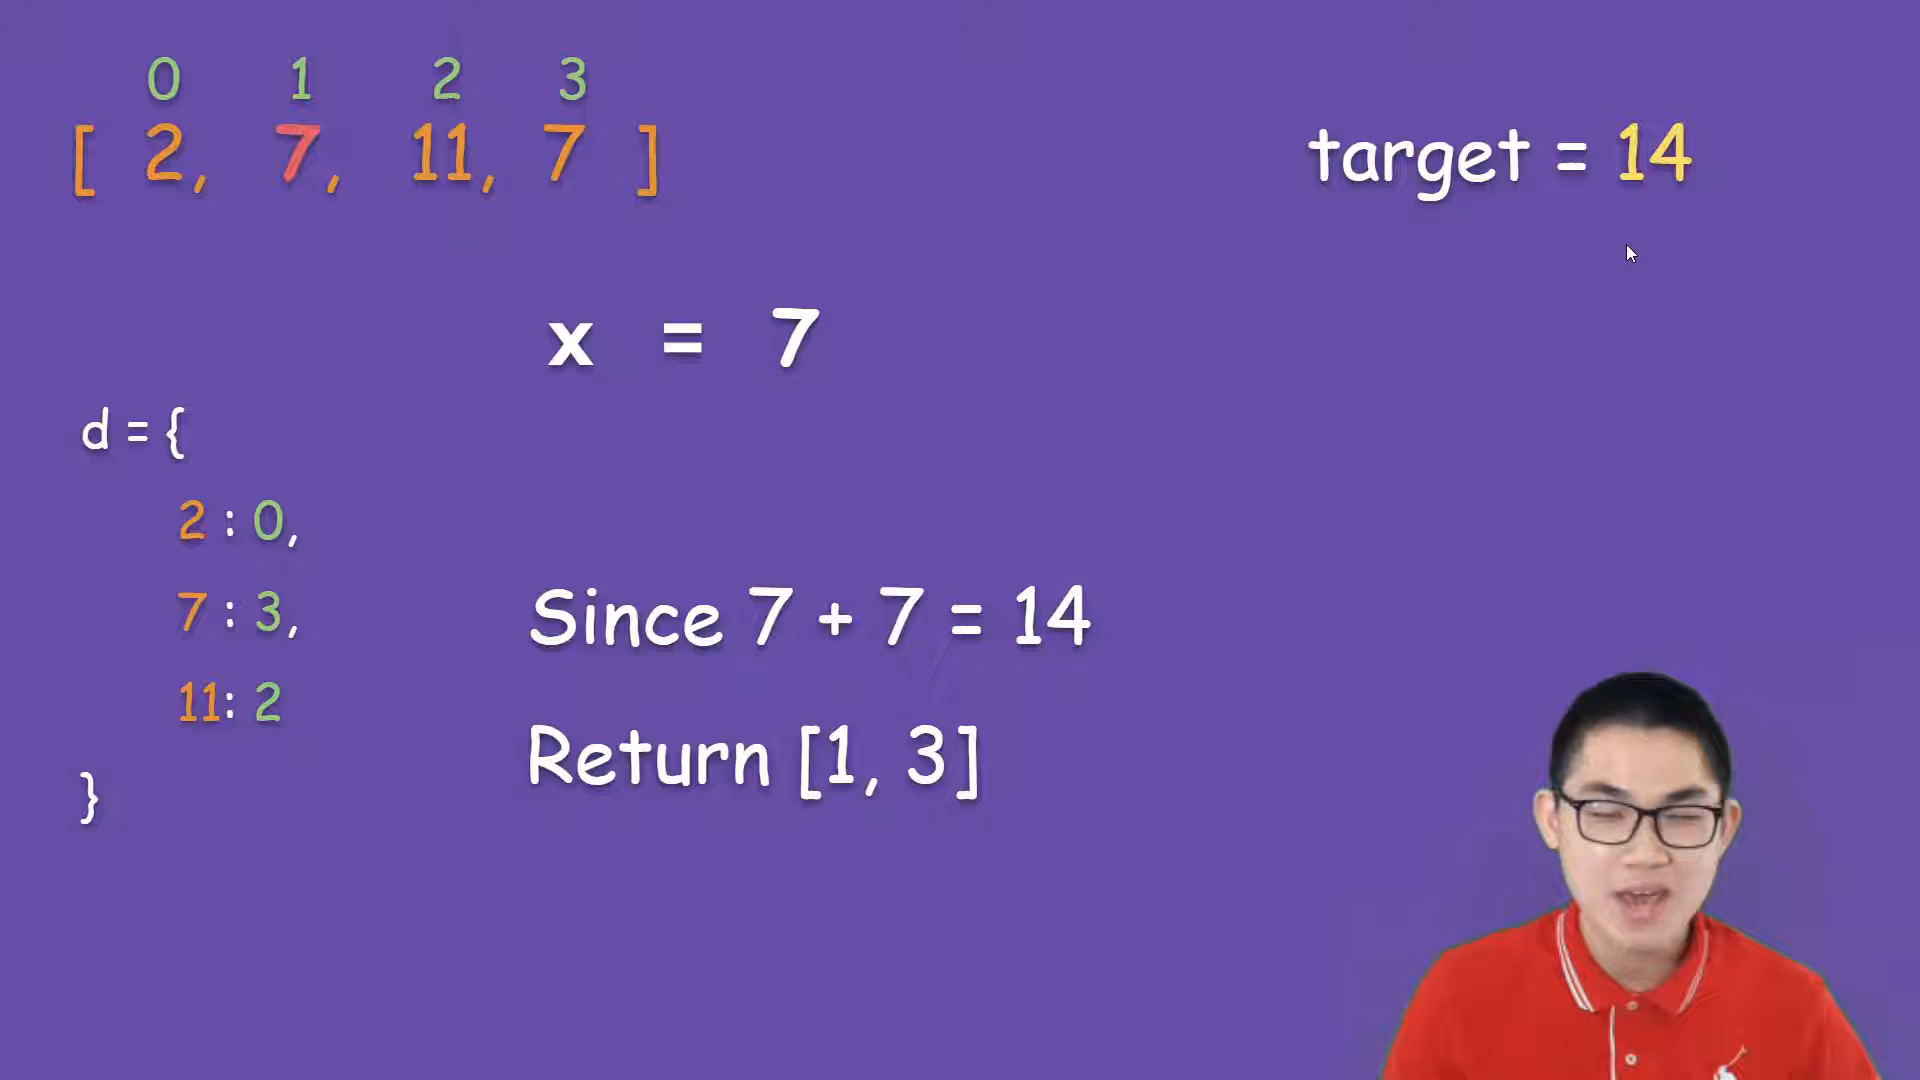 0 1 2 3
[ 2, 7, 11, 7 ]
target = 14
x = 7
d = {
2 : 0,
7 : 3,
11: 2
}
Since 7 + 7 = 14
Return [1, 3]